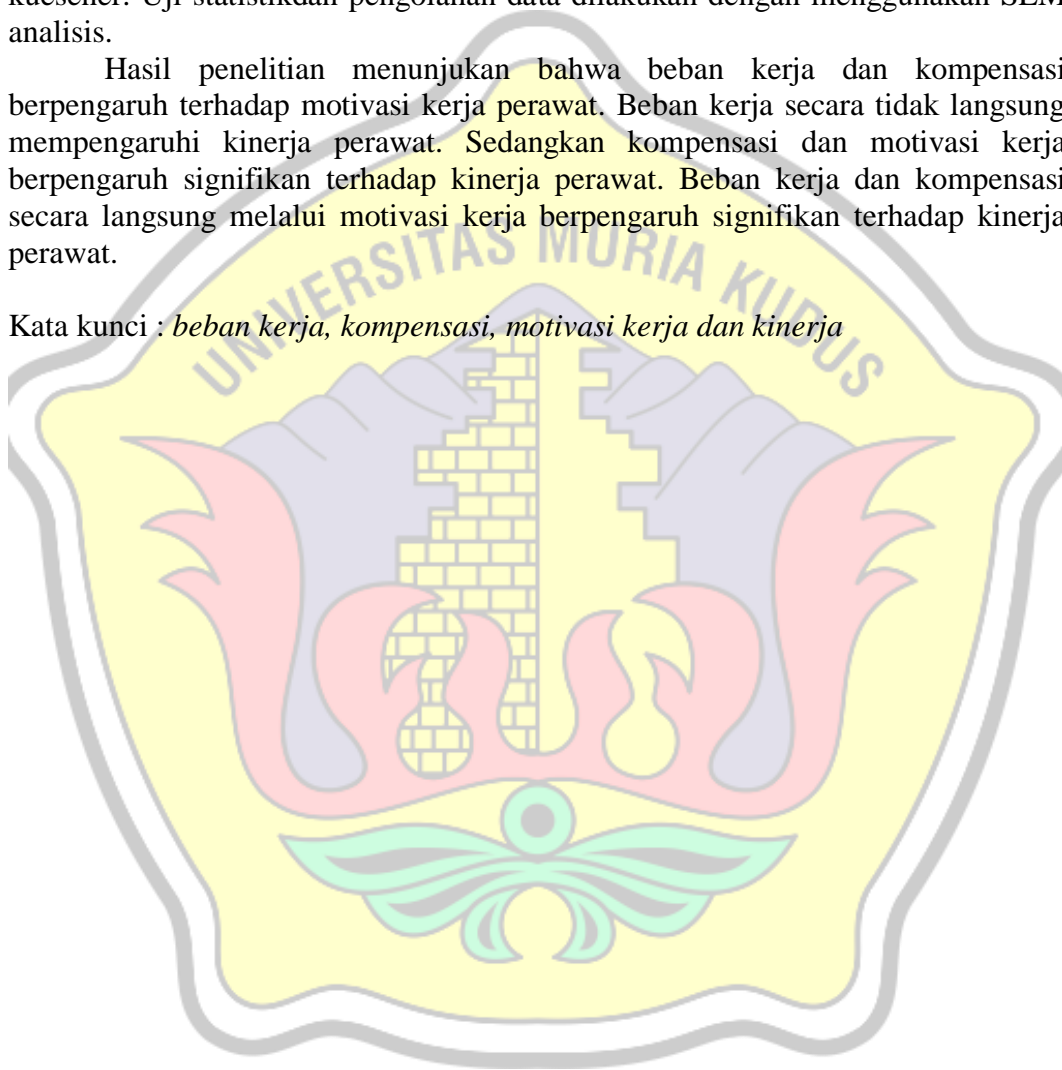 kuesener. Uji statistikdan pengolahan data dilakukan dengan menggunakan SEM
analisis.
Hasil penelitian menunjukan bahwa beban kerja dan kompensasi
berpengaruh terhadap motivasi kerja perawat. Beban kerja secara tidak langsung
mempengaruhi kinerja perawat. Sedangkan kompensasi dan motivasi kerja
berpengaruh signifikan terhadap kinerja perawat. Beban kerja dan kompensasi
secara langsung melalui motivasi kerja berpengaruh signifikan terhadap kinerja
perawat.
UNIVERSITAS MURIA KUDUS
Kata kunci : beban kerja, kompensasi, motivasi kerja dan kinerja